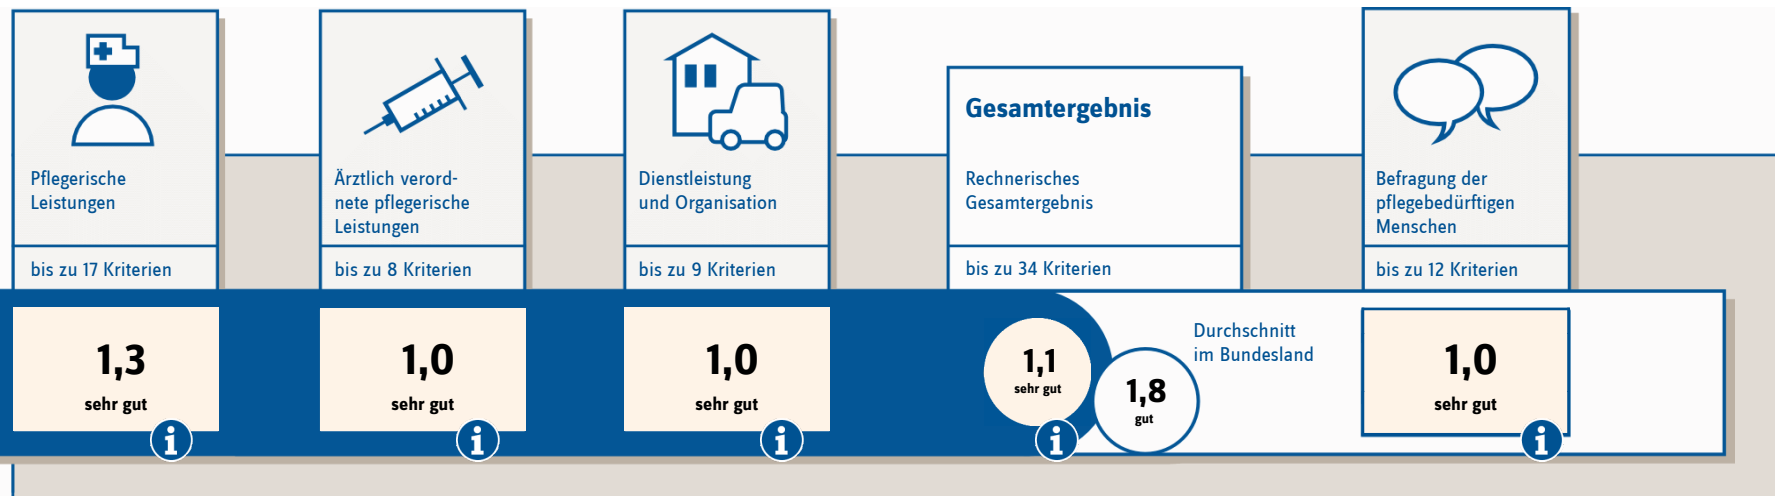 Pflegerische
Leistungen
bis zu 17 Kriterien
1,3
sehr gut
Ärztlich verord-
nete pflegerische
Leistungen
bis zu 8 Kriterien
1,0
sehr gut
Dienstleistung
und Organisation
bis zu 9 Kriterien
1,0
sehr gut
Gesamtergebnis
Rechnerisches
Gesamtergebnis
bis zu 34 Kriterien
1,1
sehr gut
1,8
gut
Durchschnitt
im Bundesland
Befragung der
pflegebedürftigen
Menschen
bis zu 12 Kriterien
1,0
sehr gut